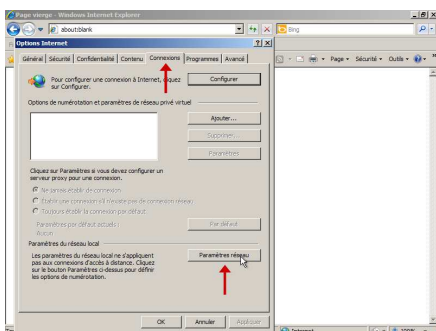 Page vierge - Windows Internet Explorer
about:blank
Bing
Options Internet
Général Sécurité Confidentialité Contenu Connexions Programmes Avancé
Page Sécurité Outils
Pour configurer une connexion à Internet, cliquez
sur Configurer.
Configurer
Options de numérotation et paramètres de réseau privé virtuel
Ajouter...
Supprimer...
Paramètres
Cliquez sur Paramètres si vous devez configurer un
serveur proxy pour une connexion.
Ne jamais établir de connexion
Établir une connexion s'il n'existe pas de connexion réseau
Toujours établir la connexion par défaut
Paramètres par défaut actuels :
Aucun
Par défaut
Paramètres du réseau local
Les paramètres du réseau local ne s'appliquent
pas aux connexions d'accès à distance. Cliquez
sur le bouton Paramètres ci-dessus pour définir
les options de numérotation.
Paramètres réseau
OK Annuler Appliquer
Internet 100%